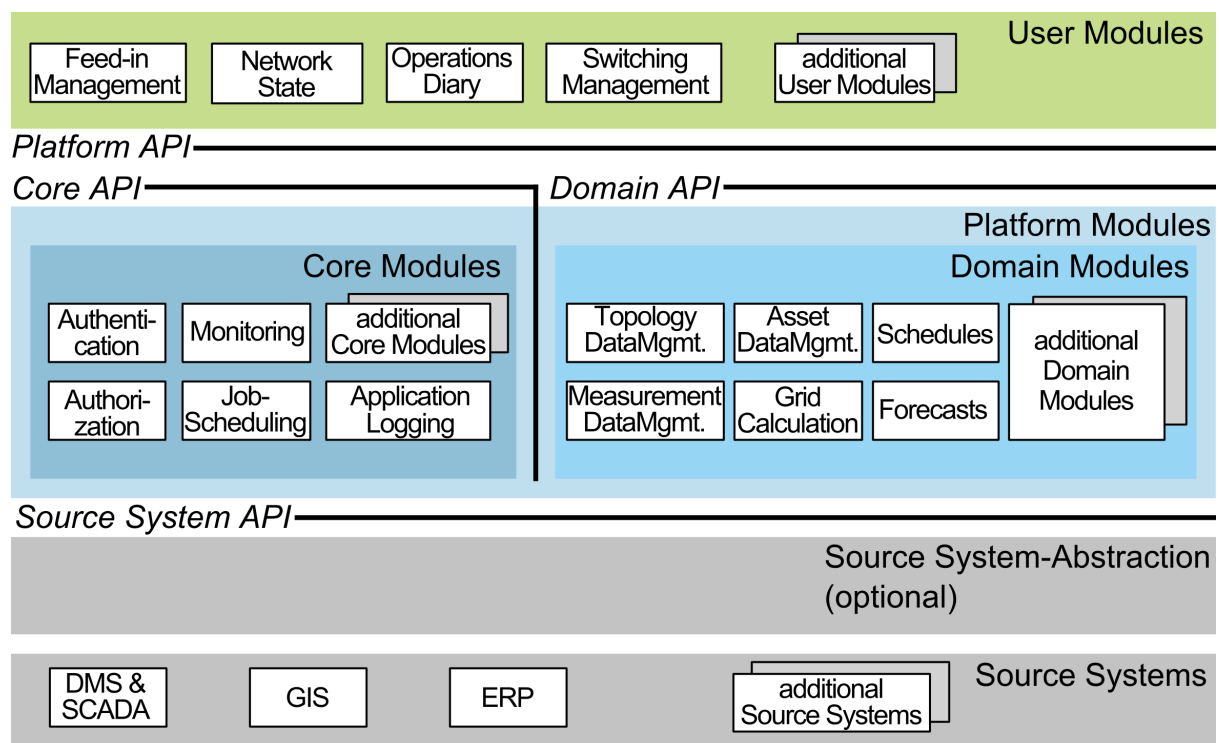 User Modules
Feed-in
Management
Network
State
Operations
Diary
Switching
Management
additional
User Modules
Platform API
Core API
Domain API
Platform Modules
Core Modules
Domain Modules
Authenti-
cation
Monitoring
additional
Core Modules
Authori-
zation
Job-
Scheduling
Application
Logging
Topology
DataMgmt.
Asset
DataMgmt.
Schedules
additional
Domain
Modules
Measurement
DataMgmt.
Grid
Calculation
Forecasts
Source System API
Source System-Abstraction
(optional)
Source Systems
DMS &
SCADA
GIS
ERP
additional
Source Systems